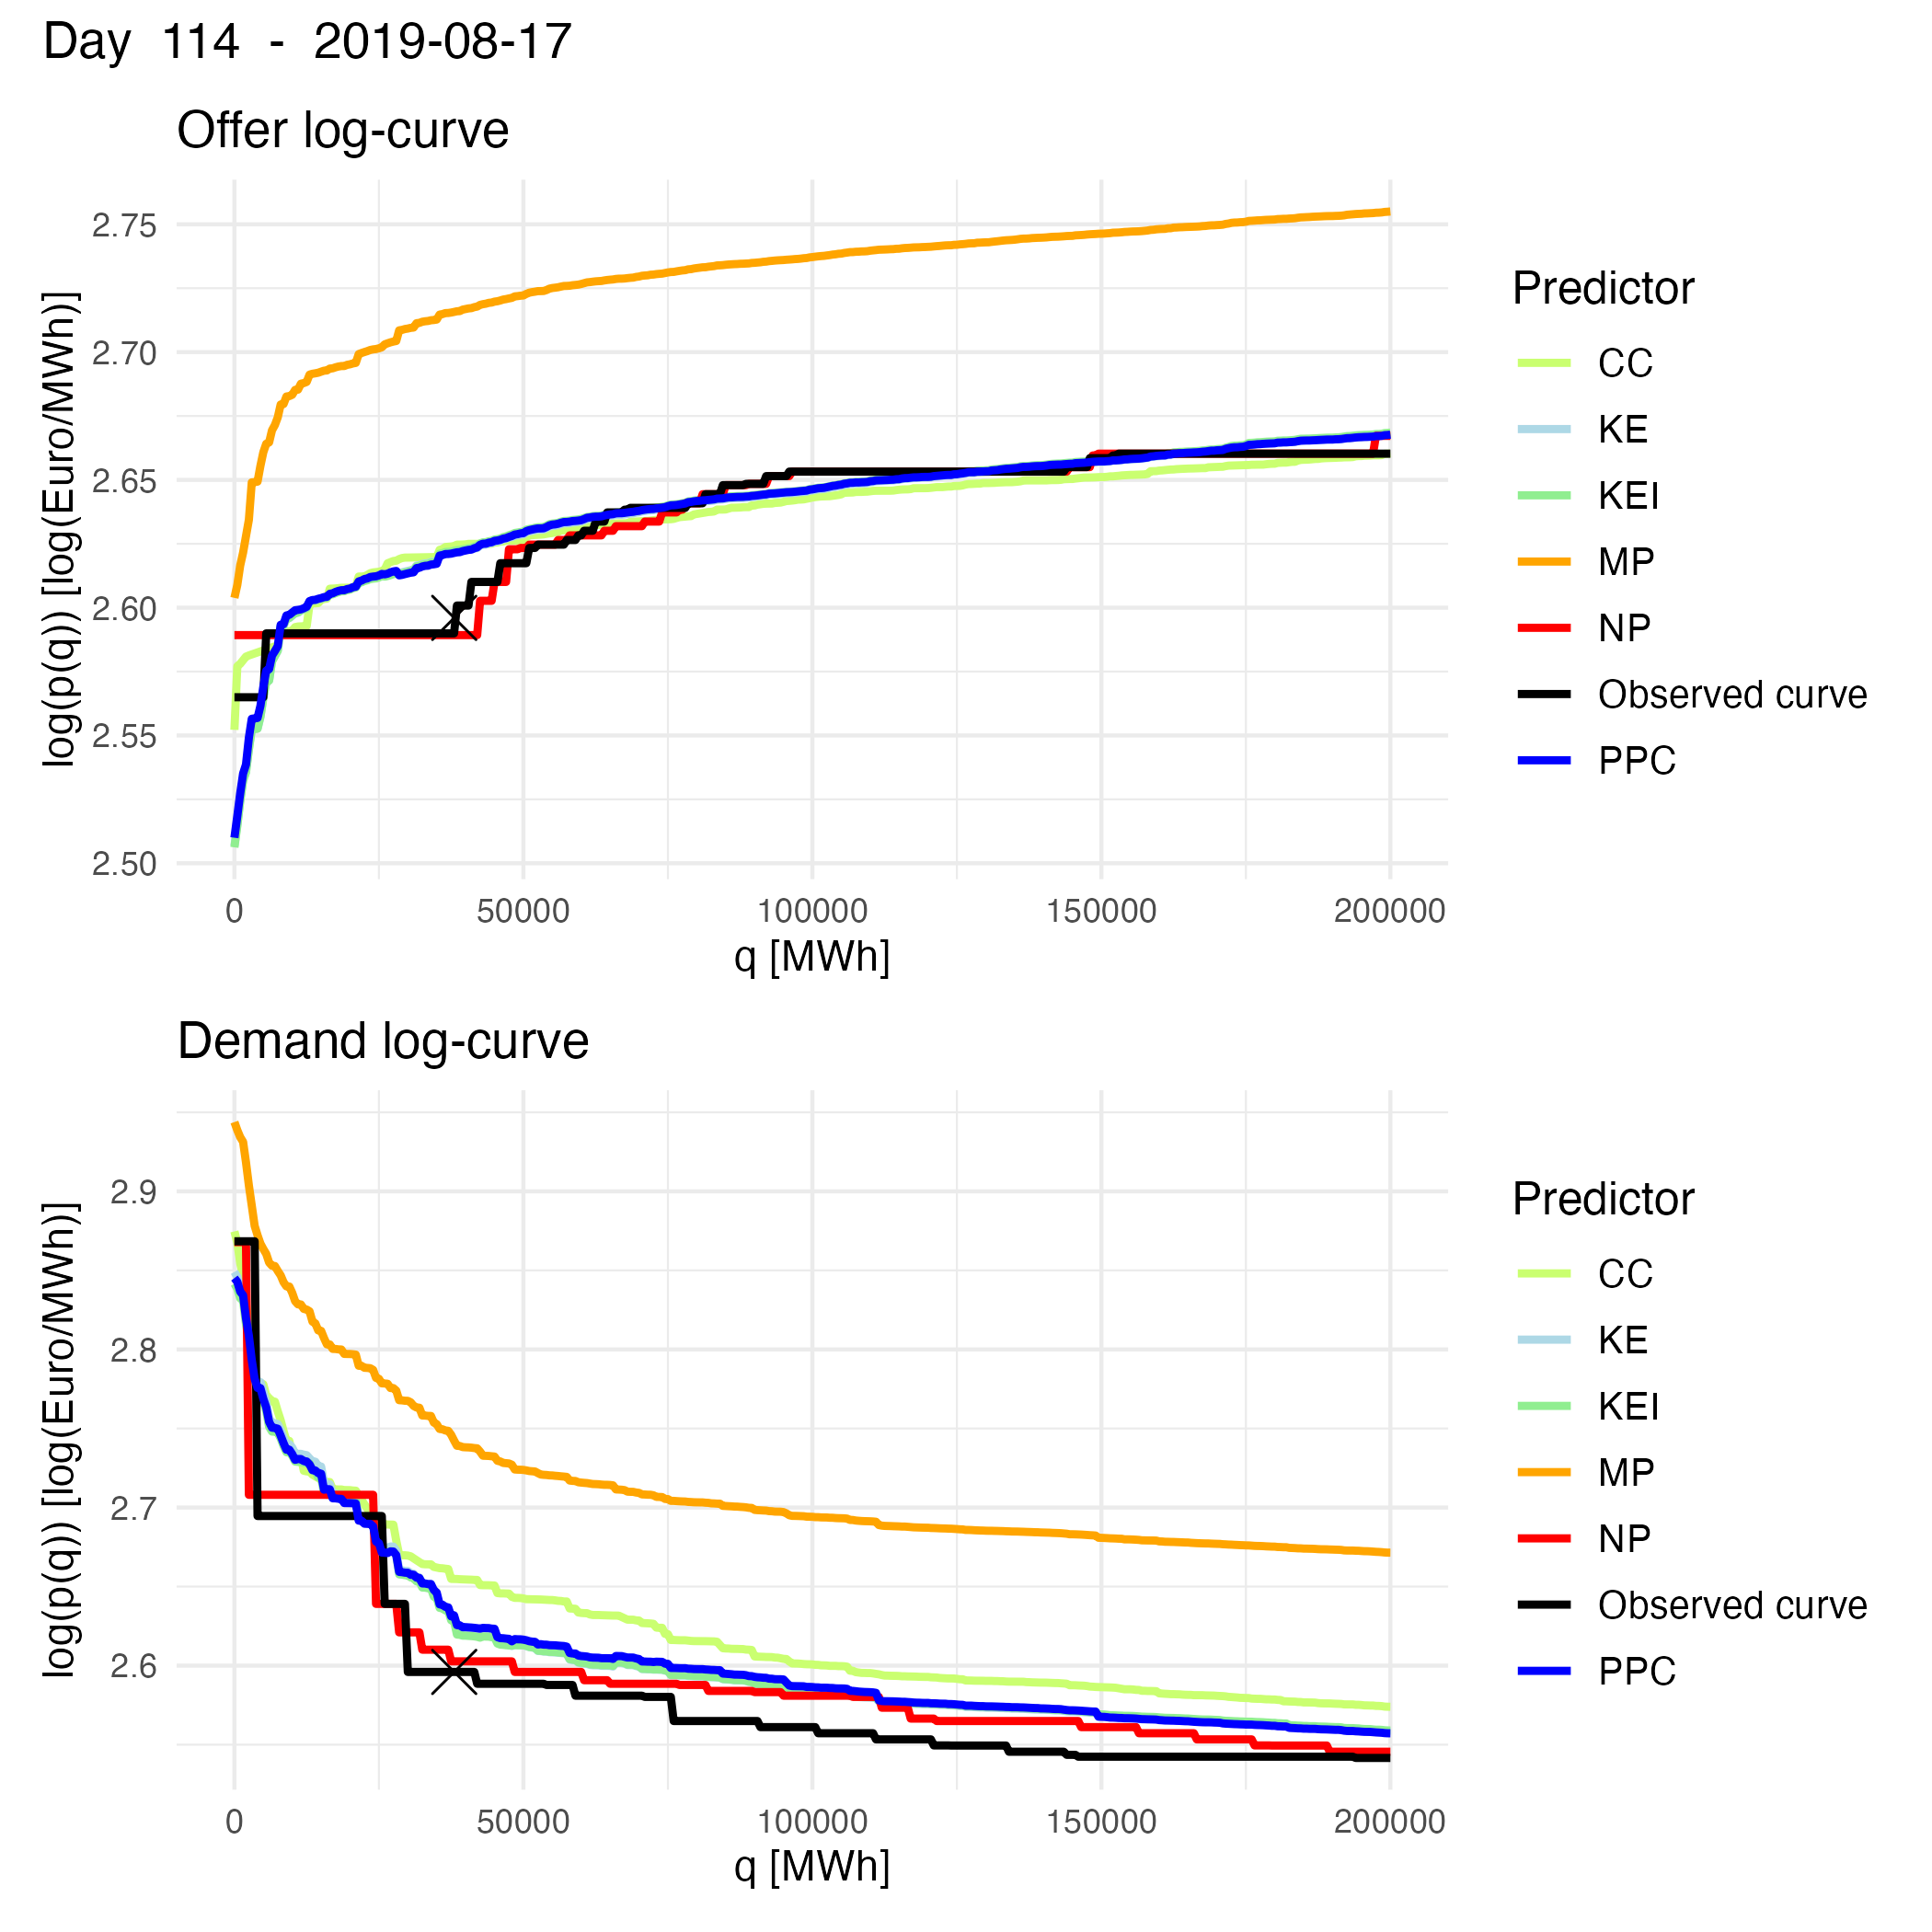 Day 114 - 2019-08-17
Offer log-curve
log(p(q)) [log(Euro/MWh)]
2.75
2.70
2.65
2.60
2.55
2.50
0 50000 100000 150000 200000
q [MWh]
Predictor
CC
KE
KEI
MP
NP
Observed curve
PPC
Demand log-curve
log(p(q)) [log(Euro/MWh)]
2.9
2.8
2.7
2.6
0 50000 100000 150000 200000
q [MWh]
Predictor
CC
KE
KEI
MP
NP
Observed curve
PPC